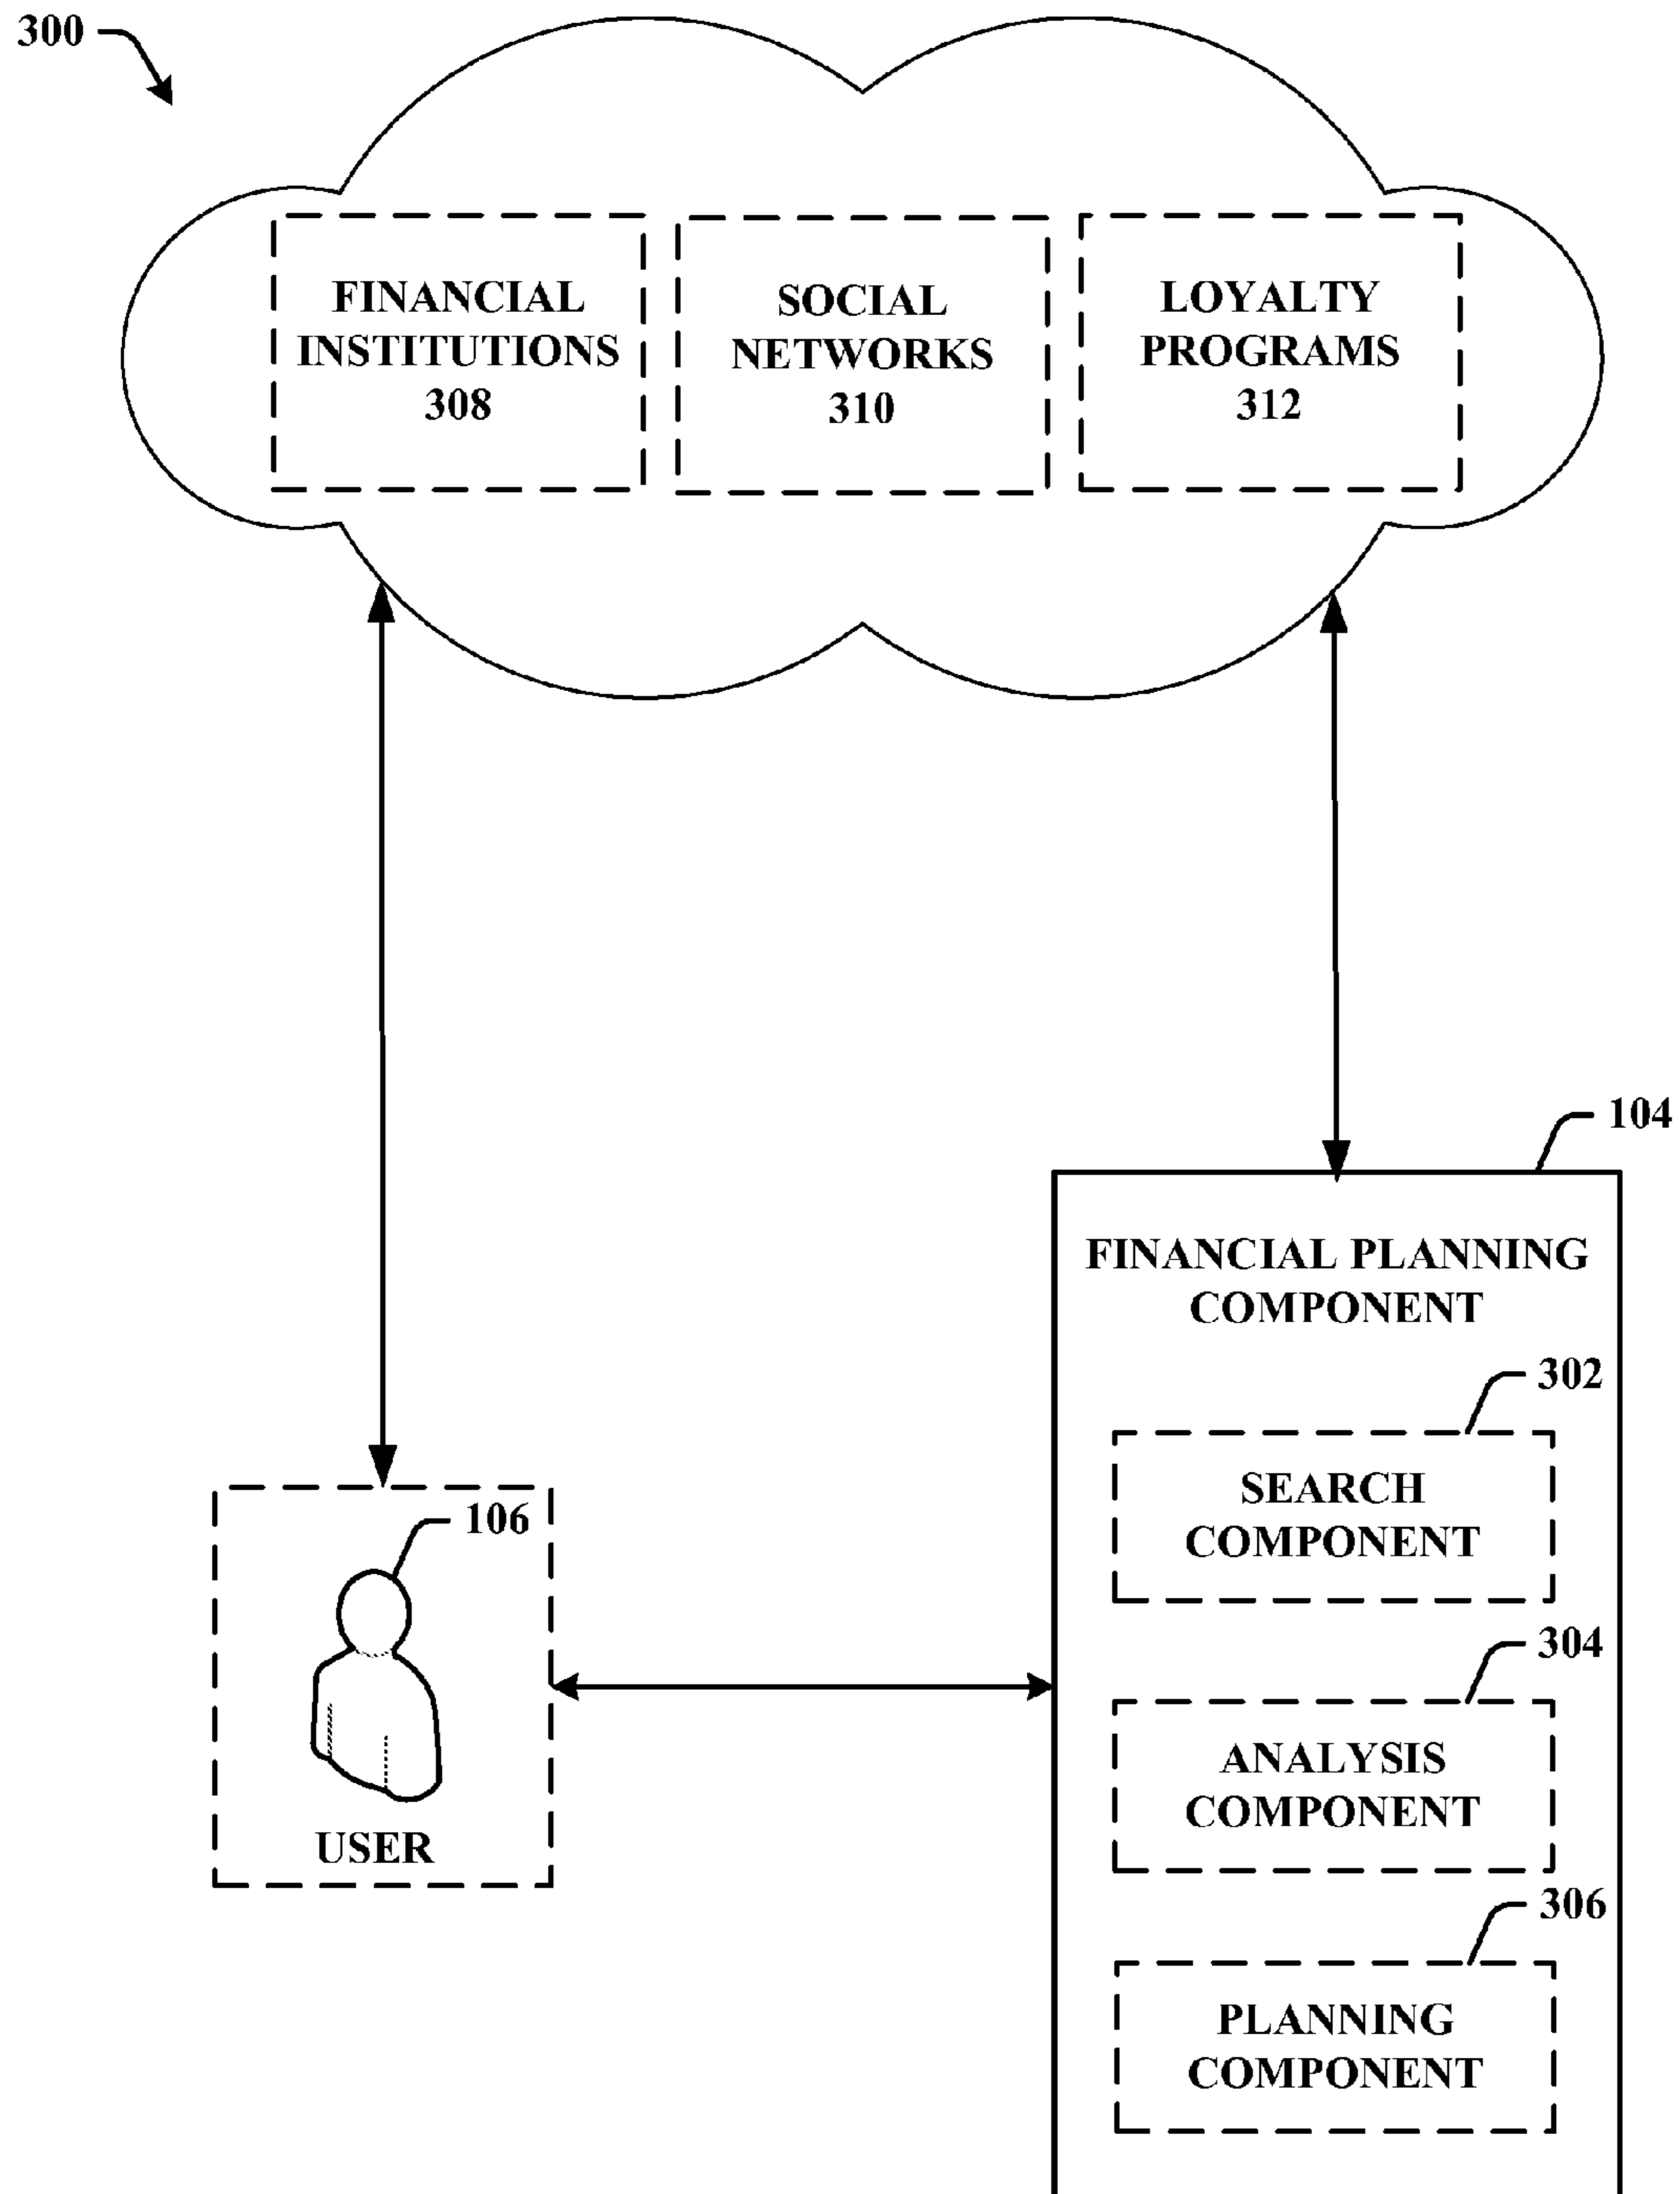 300
FINANCIAL
INSTITUTIONS
308
SOCIAL
NETWORKS
310
LOYALTY
PROGRAMS
312
104
FINANCIAL PLANNING
COMPONENT
302
SEARCH
COMPONENT
106
USER
304
ANALYSIS
COMPONENT
306
PLANNING
COMPONENT